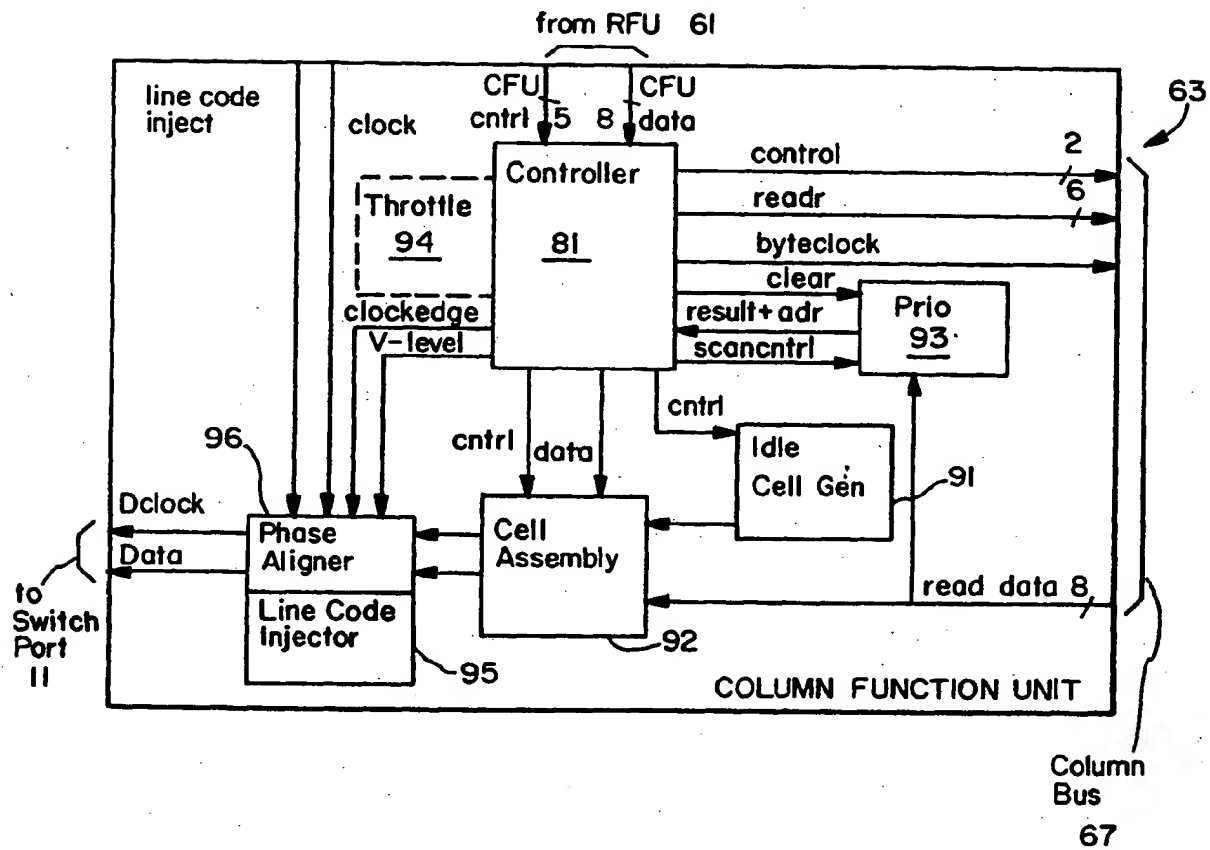 from RFU 61
line code
inject
clock
CFU
cntrl 5
8 CFU
data
63
control 2
readr 6
byteclock
clear
result+adr
scancntrl
Controller
81
Throttle
94
clockedge
V-level
Prio
93
cntrl
data
cntrl
Idle
Cell Gen
91
96
Dclock
Data
Phase
Aligner
Line Code
Injector
95
Cell
Assembly
92
read data 8
to
Switch
Port
11
COLUMN FUNCTION UNIT
Column
Bus
67